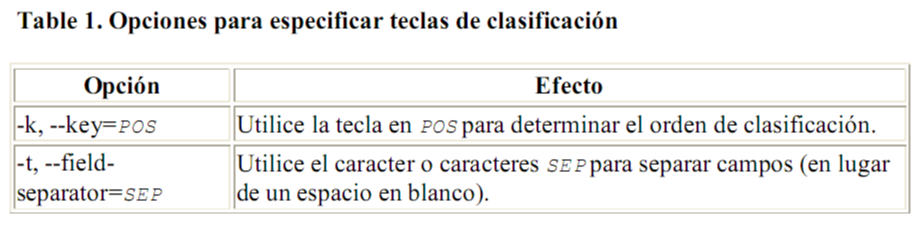 Table 1. Opciones para especificar teclas de clasificación
Opción Efecto
-k, --key=POS Utilice la tecla en POS para determinar el orden de clasificación.
-t, --field- Utilice el caracter o caracteres SEP para separar campos (en lugar
separator=SEP de un espacio en blanco).